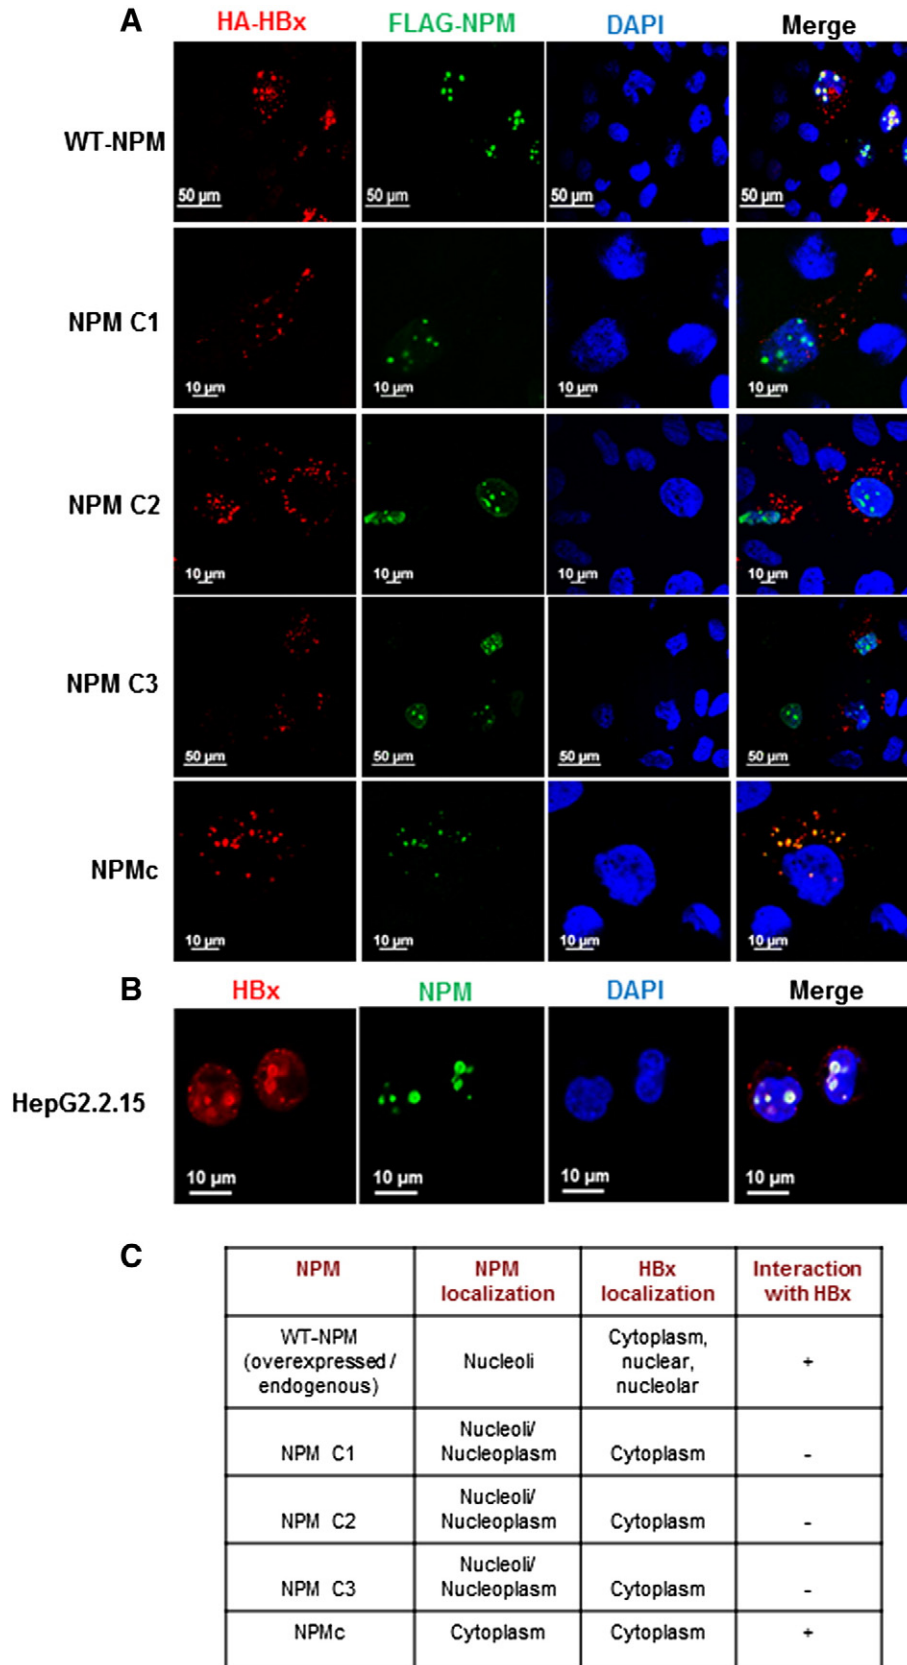 A
HA-HBx FLAG-NPM DAPI Merge
WT-NPM
50 µm 50 µm 50 µm 50 µm
NPM C1
10 µm 10 µm 10 µm 10 µm
NPM C2
10 µm 10 µm 10 µm 10 µm
NPM C3
50 µm 50 µm 50 µm 50 µm
NPMc
10 µm 10 µm 10 µm 10 µm
B
HBx NPM DAPI Merge
HepG2.2.15
10 µm 10 µm 10 µm 10 µm
C
NPM NPM localization HBx localization Interaction with HBx
WT-NPM (overexpressed / endogenous) Nucleoli Cytoplasm, nuclear, nucleolar +
NPM C1 Nucleoli/ Nucleoplasm Cytoplasm -
NPM C2 Nucleoli/ Nucleoplasm Cytoplasm -
NPM C3 Nucleoli/ Nucleoplasm Cytoplasm -
NPMc Cytoplasm Cytoplasm +